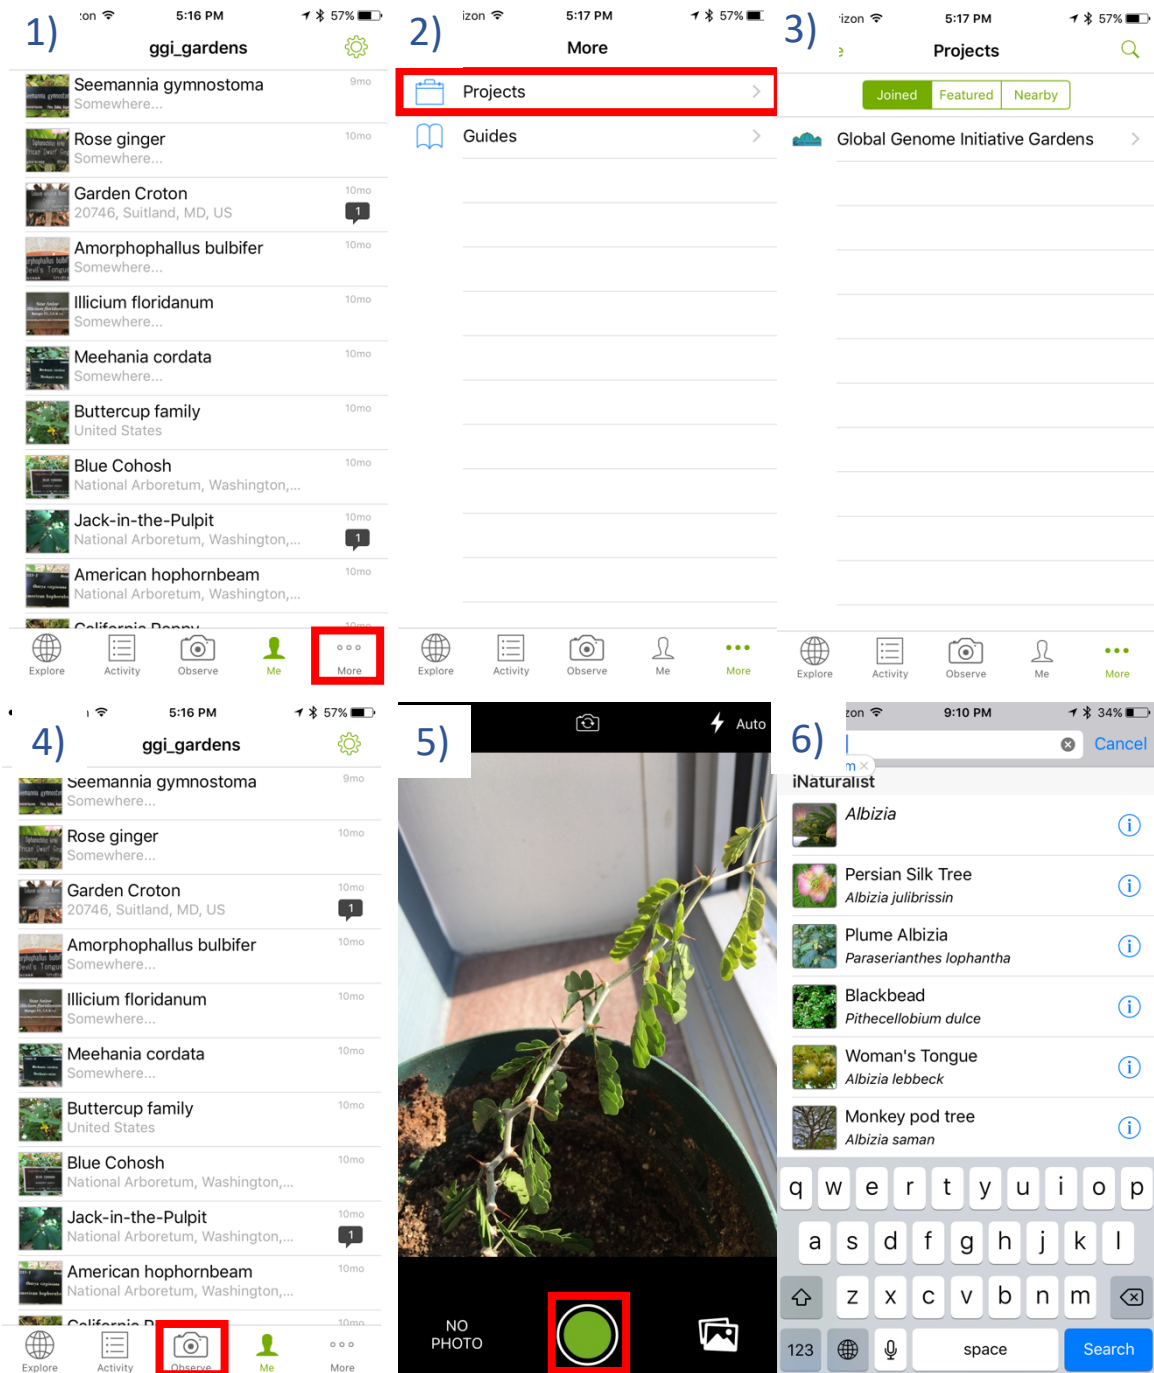 1)
zon
5:16 PM
57%
ggi_gardens
Seemannia gymnostoma
9mo
Somewhere...
Rose ginger
10mo
Somewhere...
Garden Croton
10mo
20746, Suitland, MD, US
1
Amorphophallus bulbifer
10mo
Somewhere...
Illicium floridanum
10mo
Somewhere...
Meehania cordata
10mo
Somewhere...
Buttercup family
10mo
United States
Blue Cohosh
10mo
National Arboretum, Washington,...
Jack-in-the-Pulpit
10mo
National Arboretum, Washington,...
1
American hophornbeam
10mo
National Arboretum, Washington,...
California Poppy
10mo
Explore
Activity
Observe
Me
More
2)
izon
5:17 PM
57%
More
Projects
Guides
Explore
Activity
Observe
Me
More
3)
izon
5:17 PM
57%
e
Projects
Joined
Featured
Nearby
Global Genome Initiative Gardens
Explore
Activity
Observe
Me
More
4)
5:16 PM
57%
ggi_gardens
Seemannia gymnostoma
9mo
Somewhere...
Rose ginger
10mo
Somewhere...
Garden Croton
10mo
20746, Suitland, MD, US
1
Amorphophallus bulbifer
10mo
Somewhere...
Illicium floridanum
10mo
Somewhere...
Meehania cordata
10mo
Somewhere...
Buttercup family
10mo
United States
Blue Cohosh
10mo
National Arboretum, Washington,...
Jack-in-the-Pulpit
10mo
National Arboretum, Washington,...
1
American hophornbeam
10mo
National Arboretum, Washington,...
California P
10mo
Explore
Activity
Observe
Me
More
5)
Auto
NO
PHOTO
6)
zon
9:10 PM
34%
Cancel
m
iNaturalist
Albizia
Persian Silk Tree
Albizia julibrissin
Plume Albizia
Paraserianthes lophantha
Blackbead
Pithecellobium dulce
Woman's Tongue
Albizia lebbeck
Monkey pod tree
Albizia saman
q w e r t y u i o p
a s d f g h j k l
z x c v b n m
123
space
Search